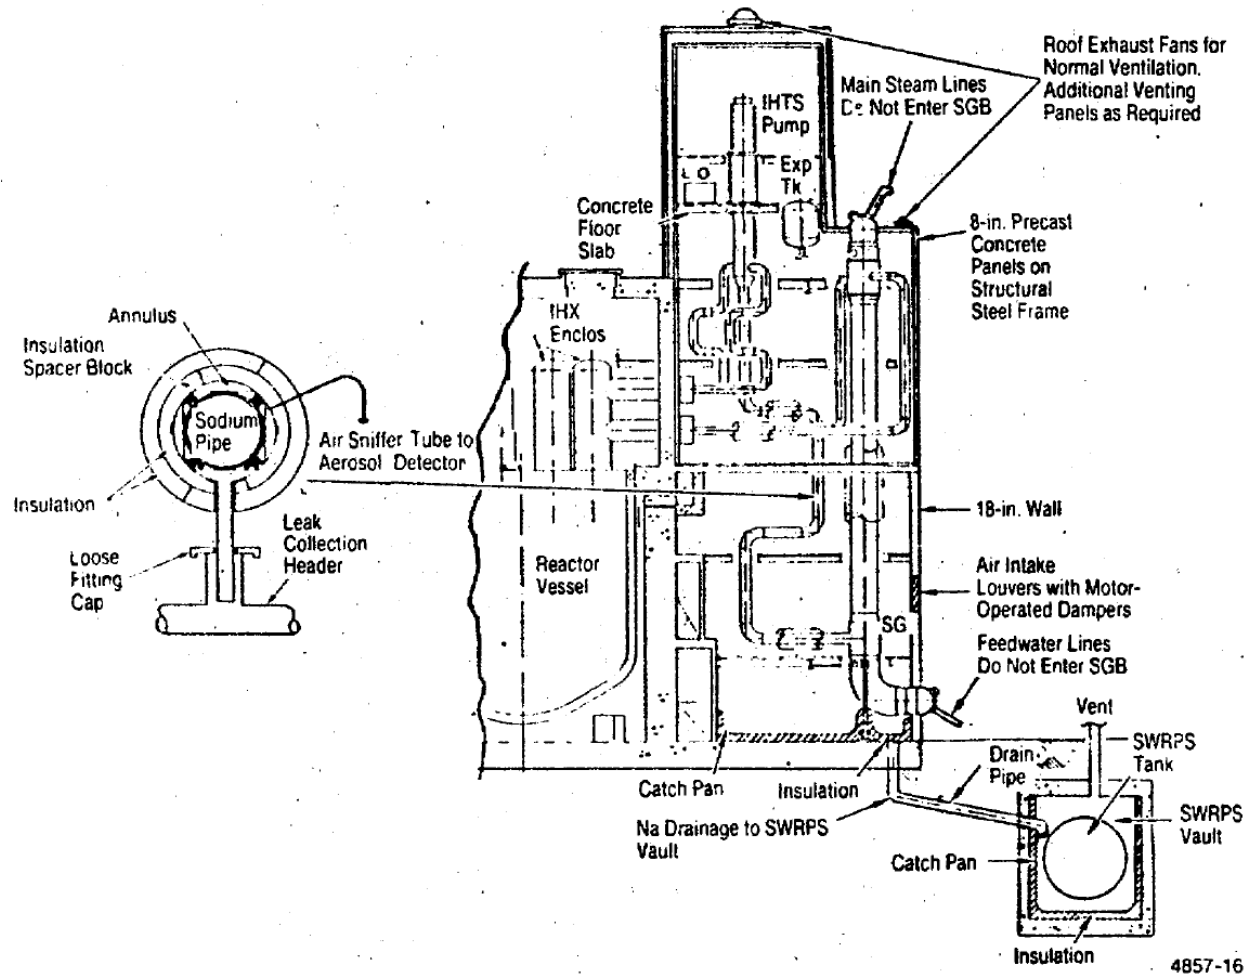 Roof Exhaust Fans for
Normal Ventilation.
Additional Venting
Panels as Required
Main Steam Lines
Do Not Enter SGB
IHTS
Pump
Exp
Tk
Concrete
Floor
Slab
8-in. Precast
Concrete
Panels on
Structural
Steel Frame
IHX
Enclos
Annulus
Insulation
Spacer Block
Sodium
Pipe
Air Sniffer Tube to
Aerosol Detector
Insulation
Leak
Collection
Header
Loose
Fitting
Cap
Reactor
Vessel
18-in. Wall
Air Intake
Louvers with Motor-
Operated Dampers
SG
Feedwater Lines
Do Not Enter SGB
Vent
SWRPS
Tank
Drain
Pipe
Catch Pan
Insulation
Na Drainage to SWRPS
Vault
SWRPS
Vault
Catch Pan
Insulation
4857-16